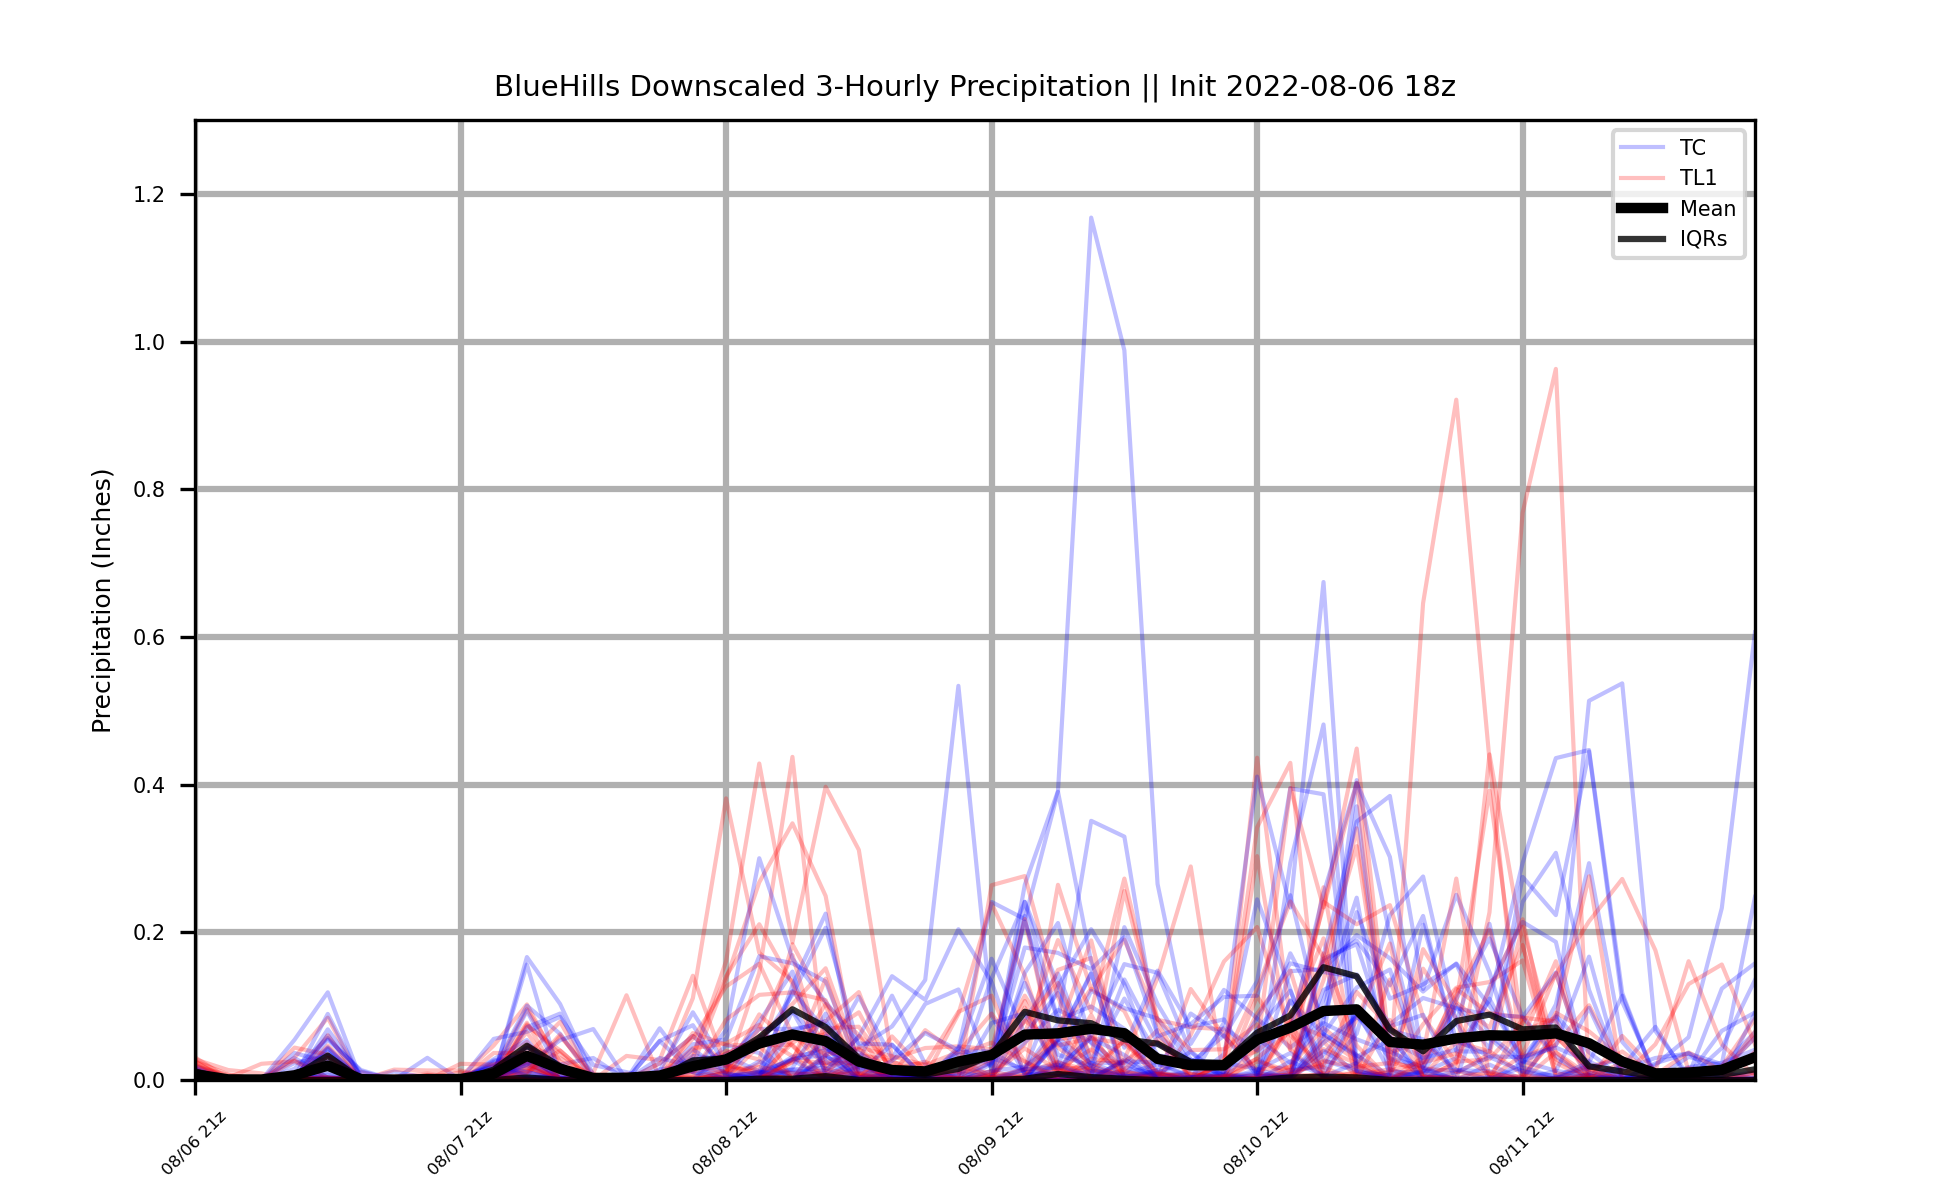 BlueHills Downscaled 3-Hourly Precipitation || Init 2022-08-06 18z
TC
TL1
Mean
IQRs
Precipitation (Inches)
1.2
1.0
0.8
0.6
0.4
0.2
0.0
08/06 21z
08/07 21z
08/08 21z
08/09 21z
08/10 21z
08/11 21z